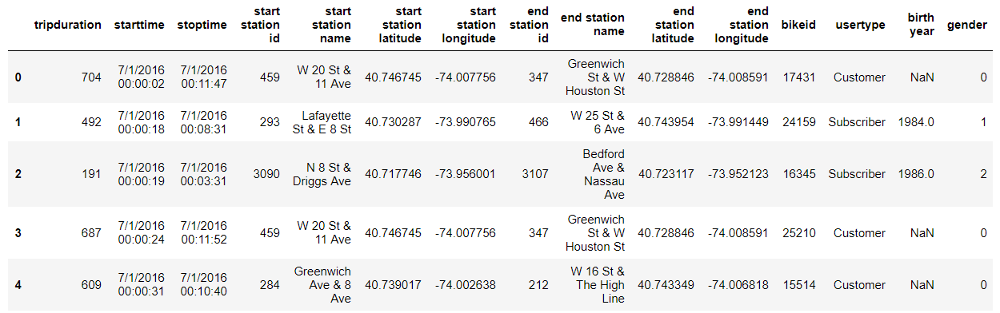 tripduration starttime stoptime start station id start station name start station latitude start station longitude end station id end station name end station latitude end station longitude bikeid usertype birth year gender
0 704 7/1/2016 00:00:02 7/1/2016 00:11:47 459 W 20 St & 11 Ave 40.746745 -74.007756 347 Greenwich St & W Houston St 40.728846 -74.008591 17431 Customer NaN 0
1 492 7/1/2016 00:00:18 7/1/2016 00:08:31 293 Lafayette St & E 8 St 40.730287 -73.990765 466 W 25 St & 6 Ave 40.743954 -73.991449 24159 Subscriber 1984.0 1
2 191 7/1/2016 00:00:19 7/1/2016 00:03:31 3090 N 8 St & Driggs Ave 40.717746 -73.956001 3107 Bedford Ave & Nassau Ave 40.723117 -73.952123 16345 Subscriber 1986.0 2
3 687 7/1/2016 00:00:24 7/1/2016 00:11:52 459 W 20 St & 11 Ave 40.746745 -74.007756 347 Greenwich St & W Houston St 40.728846 -74.008591 25210 Customer NaN 0
4 609 7/1/2016 00:00:31 7/1/2016 00:10:40 284 Greenwich Ave & 8 Ave 40.739017 -74.002638 212 W 16 St & The High Line 40.743349 -74.006818 15514 Customer NaN 0